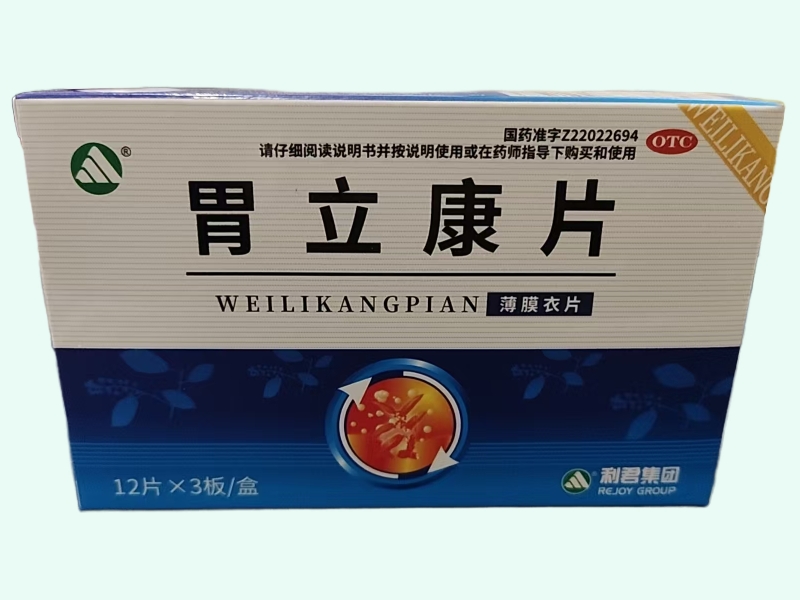 国药准字Z22022694
OTC
请仔细阅读说明书并按说明使用或在药师指导下购买和使用
WEILIKANG
®
胃立康片
WEILIKANGPIAN 薄膜衣片
12片×3板/盒
® 利君集团
REJOY GROUP